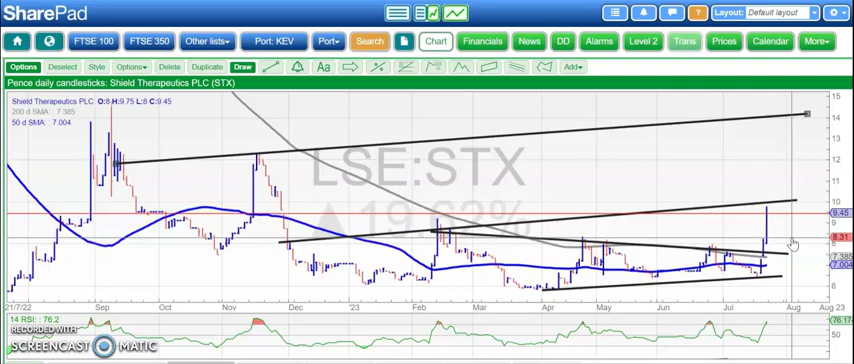 SharePad
Layout: Default layout
FTSE 100 FTSE 350 Other lists Port: KEV Port Search Chart Financials News DD Alarms Level 2 Trans Prices Calendar More
Options Deselect Style Options Delete Duplicate Draw Aa Add
Pence daily candlesticks: Shield Therapeutics PLC (STX)
Shield Therapeutics PLC: O:8 H:9.75 L:8 C:9.45
200 d SMA : 7.385
50 d SMA : 7.004
LSE:STX
▲19.62%
15
14
13
12
11
10
9.45
8.31
8
7.385
7.004
6
21/7/22 Sep Oct Nov Dec '23 Feb Mar Apr May Jun Jul Aug Aug 23
14 RSI: : 76.2
76.174
50
RECORDED WITH
SCREENCAST MATIC